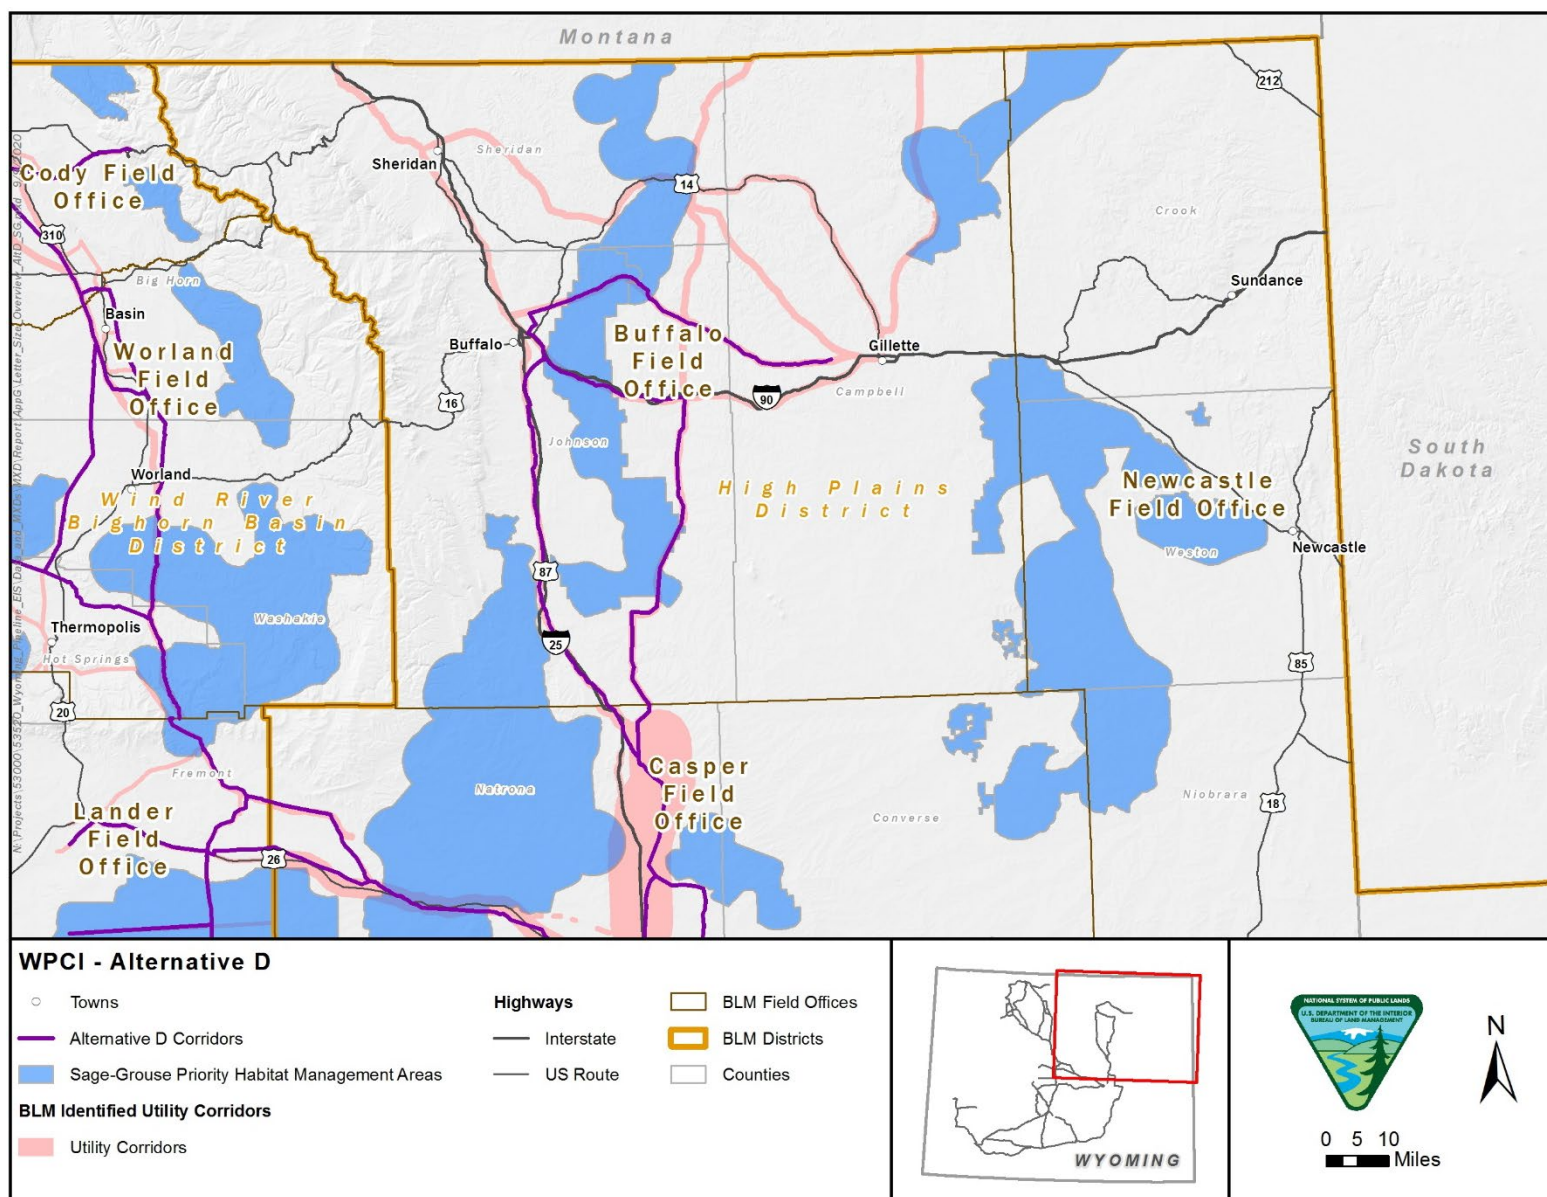 Montana
212
Sheridan
Sheridan
Cody Field
Office
14
310
Crook
Big Horn
Sundance
Basin
Buffalo
Buffalo
Field
Office
Gillette
Worland
Field
Office
16
90
Campbell
Johnson
South
Dakota
Worland
Wind River
Bighorn Basin
District
High Plains
District
Newcastle
Field Office
Newcastle
Weston
87
Washakie
Thermopolis
25
Hot Springs
85
20
Fremont
Natrona
Casper
Field
Office
Niobrara
18
Converse
Lander
Field
Office
26
WPCI - Alternative D
Towns
Alternative D Corridors
Sage-Grouse Priority Habitat Management Areas
BLM Identified Utility Corridors
Utility Corridors
Highways
Interstate
US Route
BLM Field Offices
BLM Districts
Counties
WYOMING
NATIONAL SYSTEM OF PUBLIC LANDS
U.S. DEPARTMENT OF THE INTERIOR
BUREAU OF LAND MANAGEMENT
N
0 5 10
Miles